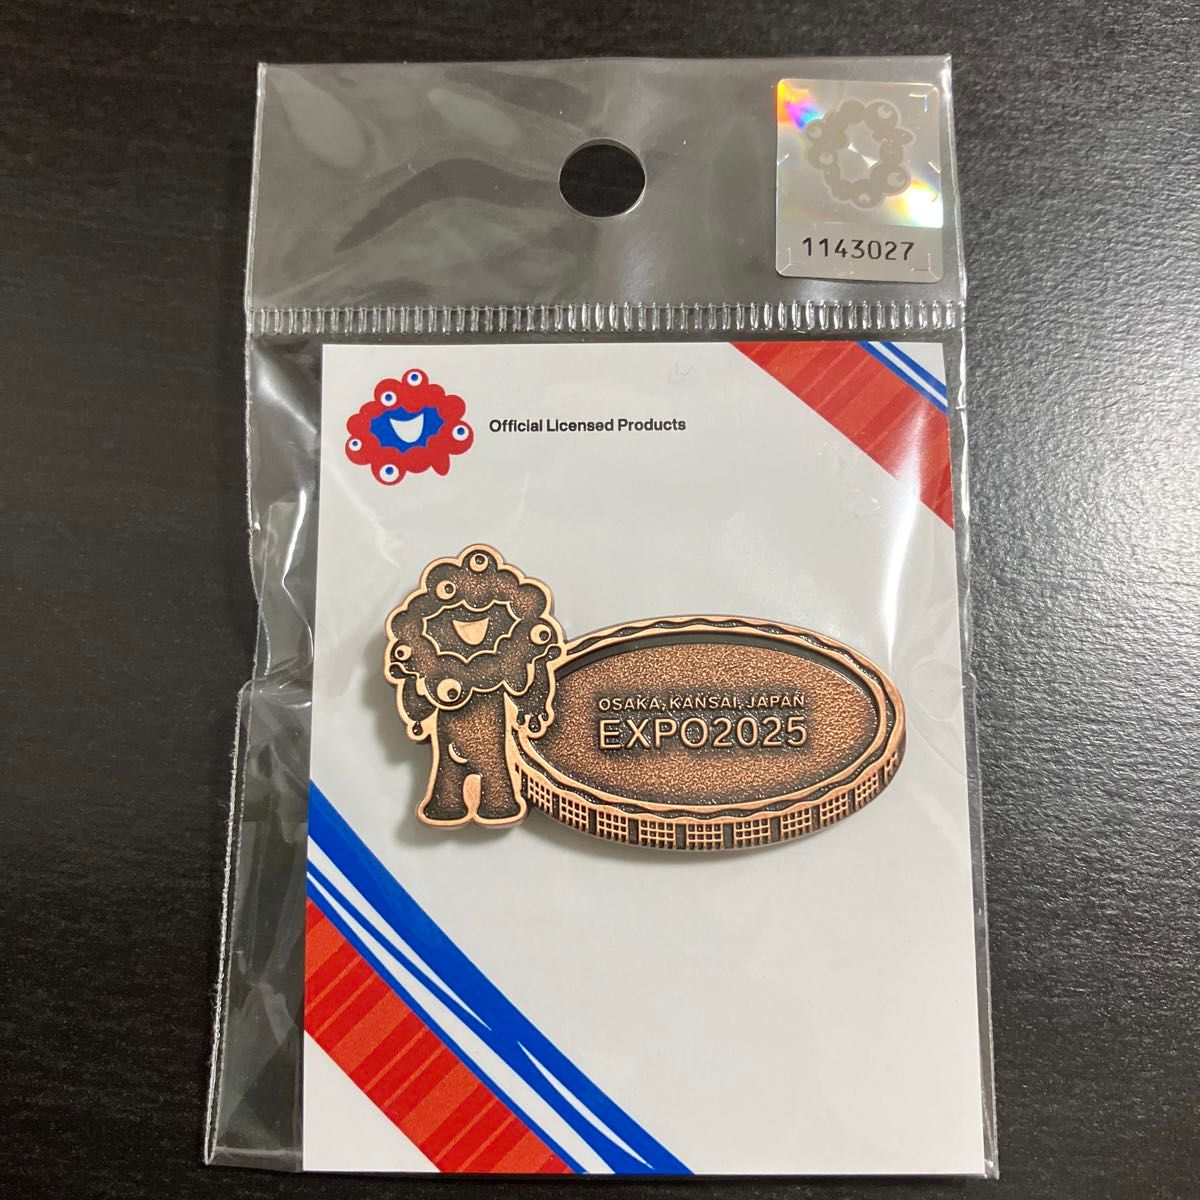 1143027
Official Licensed Products
OSAKA, KANSAI, JAPAN
EXPO2025